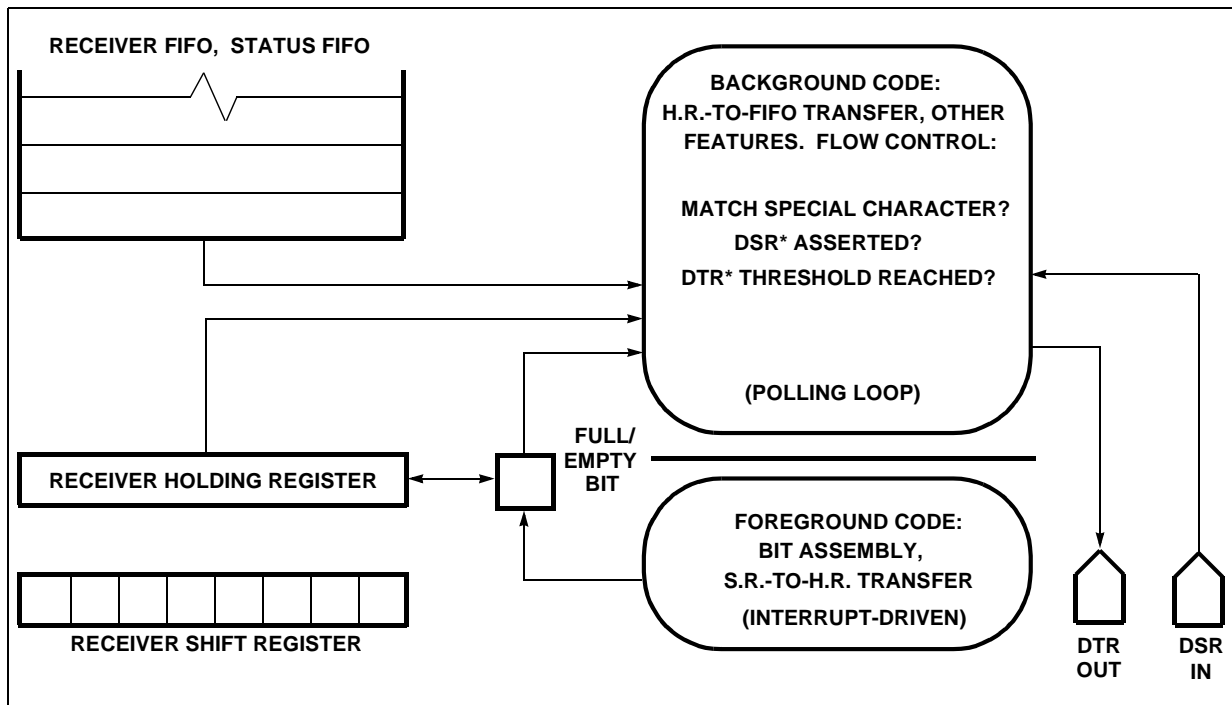 RECEIVER FIFO,  STATUS FIFO
BACKGROUND CODE:
H.R.-TO-FIFO TRANSFER, OTHER
FEATURES.  FLOW CONTROL:
MATCH SPECIAL CHARACTER?
DSR* ASSERTED?
DTR* THRESHOLD REACHED?
(POLLING LOOP)
RECEIVER HOLDING REGISTER
FULL/
EMPTY
BIT
FOREGROUND CODE:
BIT ASSEMBLY,
S.R.-TO-H.R. TRANSFER
(INTERRUPT-DRIVEN)
RECEIVER SHIFT REGISTER
DTR
OUT
DSR
IN